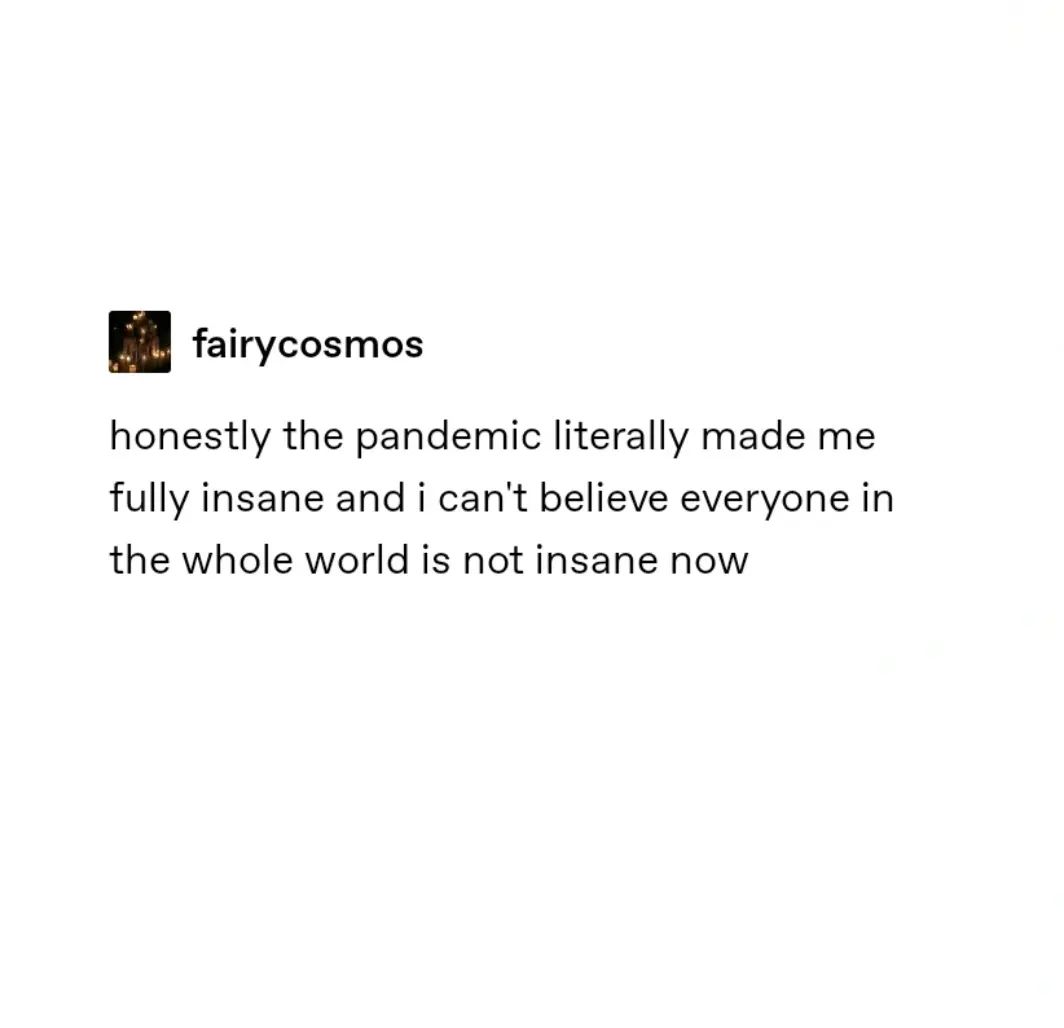 fairycosmos
honestly the pandemic literally made me
fully insane and i can't believe everyone in
the whole world is not insane now